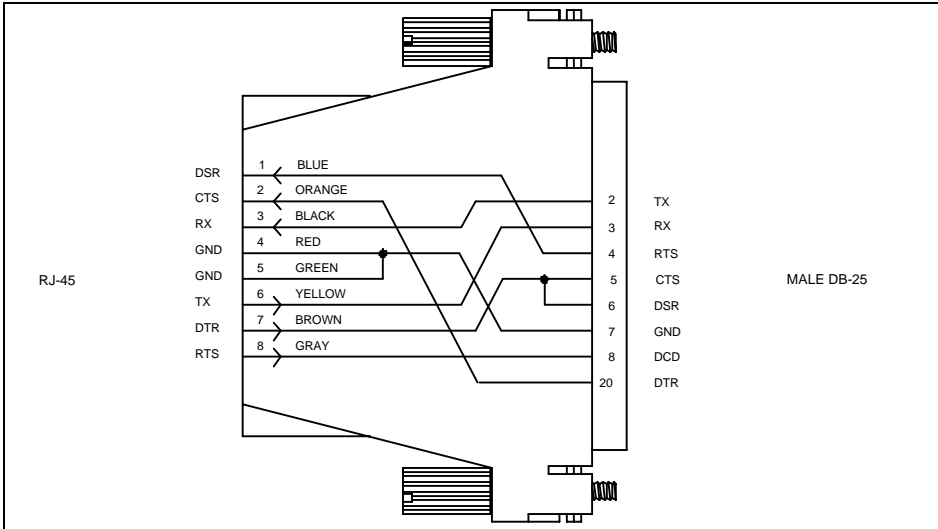 DSR 1 BLUE
CTS 2 ORANGE
RX 3 BLACK
GND 4 RED
GND 5 GREEN
TX 6 YELLOW
DTR 7 BROWN
RTS 8 GRAY
RJ-45
2 TX
3 RX
4 RTS
5 CTS
6 DSR
7 GND
8 DCD
20 DTR
MALE DB-25